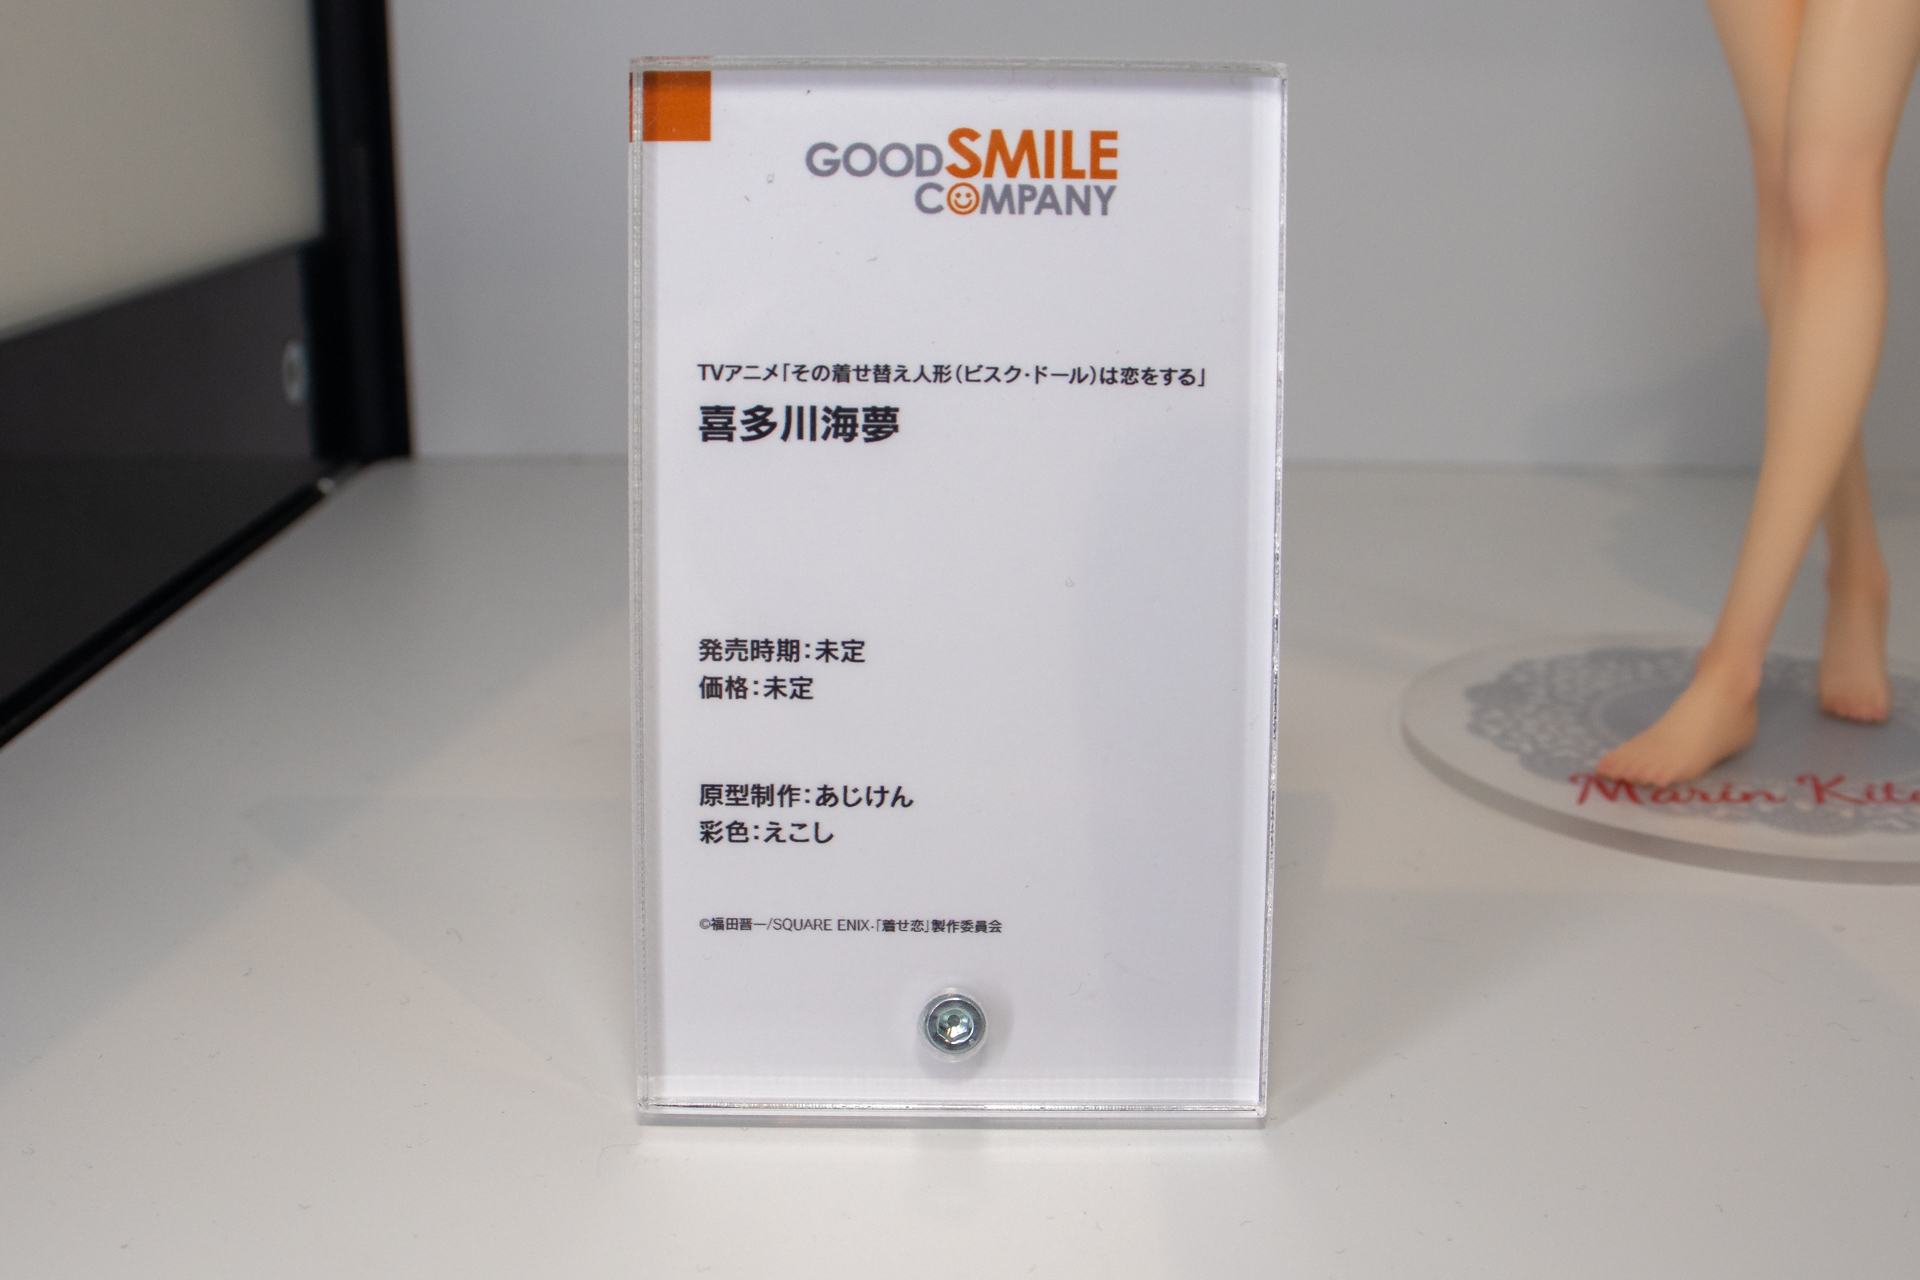 GOOD SMILE
COMPANY
TVアニメ「その着せ替え人形(ビスク・ドール)は恋をする」
喜多川海夢
発売時期:未定
価格:未定
原型制作:あじけん
彩色:えこし
©福田晋一/SQUARE ENIX・「着せ恋」製作委員会
Marin